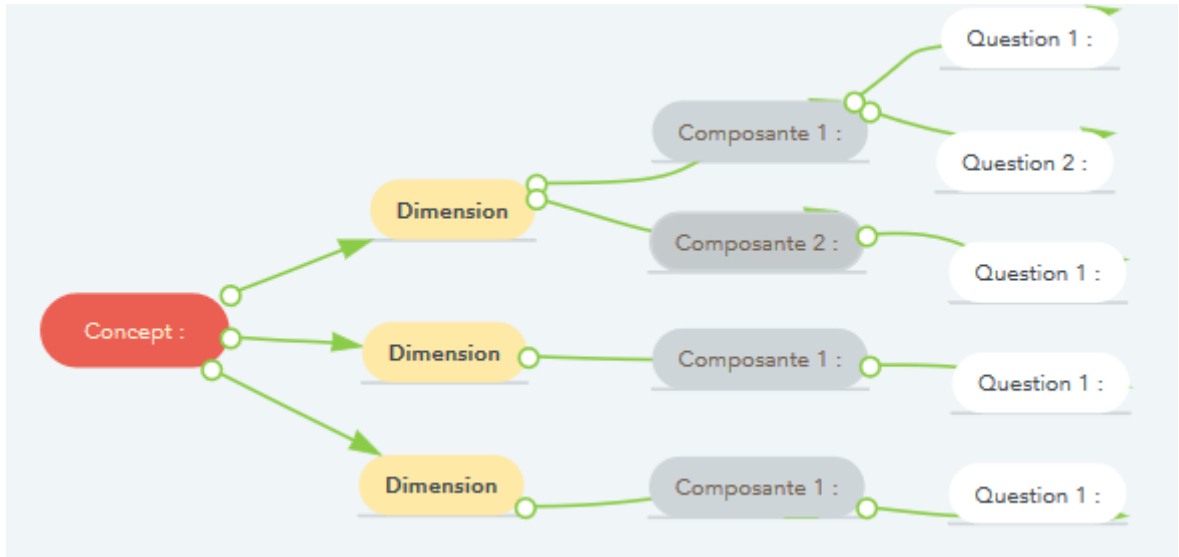 Question 1 :
Composante 1 :
Question 2 :
Dimension
Composante 2 :
Question 1 :
Concept :
Dimension
Composante 1 :
Question 1 :
Dimension
Composante 1 :
Question 1 :